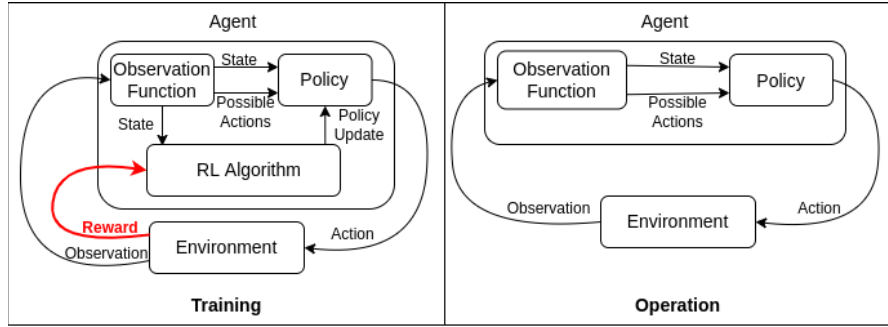 Agent
Observation
Function
State
Possible
Actions
Policy
State
Policy
Update
RL Algorithm
Reward
Observation
Environment
Action
Training
Agent
Observation
Function
State
Possible
Actions
Policy
Observation
Environment
Action
Operation